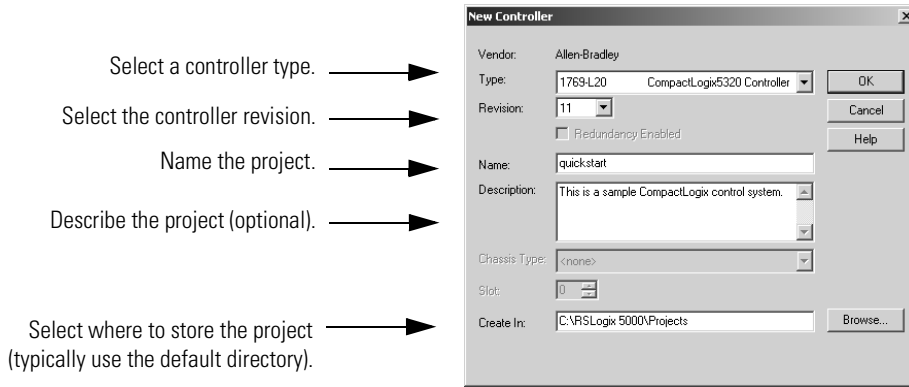 New Controller
Vendor: Allen-Bradley
Select a controller type.
Type: 1769-L20 CompactLogix5320 Controller OK
Select the controller revision.
Revision: 11 Cancel
Redundancy Enabled Help
Name the project.
Name: quickstart
Describe the project (optional).
Description: This is a sample CompactLogix control system.
Chassis Type: <none>
Slot: 0
Select where to store the project
(typically use the default directory).
Create In: C:\RSLogix 5000\Projects Browse...